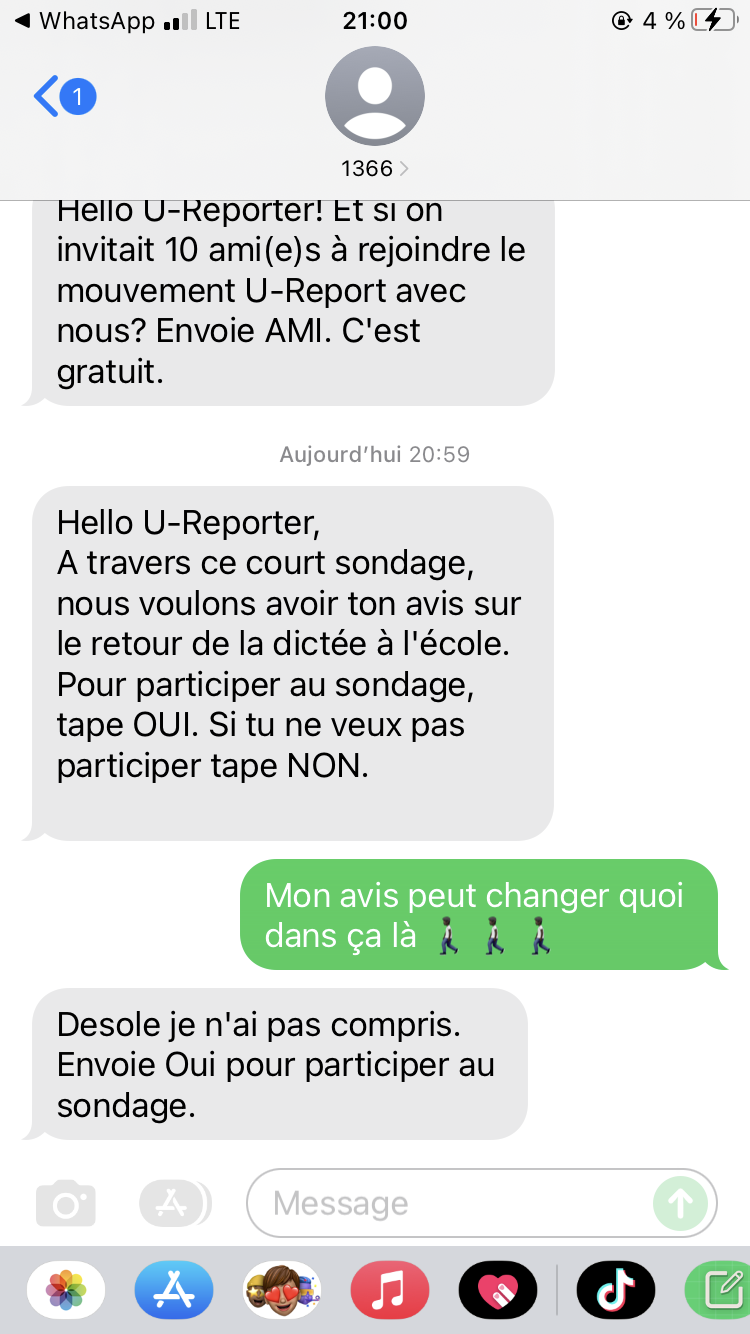 WhatsApp LTE 21:00 4 %
1
1366
Hello U-Reporter! Et si on
invitait 10 ami(e)s à rejoindre le
mouvement U-Report avec
nous? Envoie AMI. C'est
gratuit.
Aujourd'hui 20:59
Hello U-Reporter,
A travers ce court sondage,
nous voulons avoir ton avis sur
le retour de la dictée à l'école.
Pour participer au sondage,
tape OUI. Si tu ne veux pas
participer tape NON.
Mon avis peut changer quoi
dans ça là 🚶🏿‍♂️🚶🏿‍♂️🚶🏿‍♂️
Desole je n'ai pas compris.
Envoie Oui pour participer au
sondage.
Message